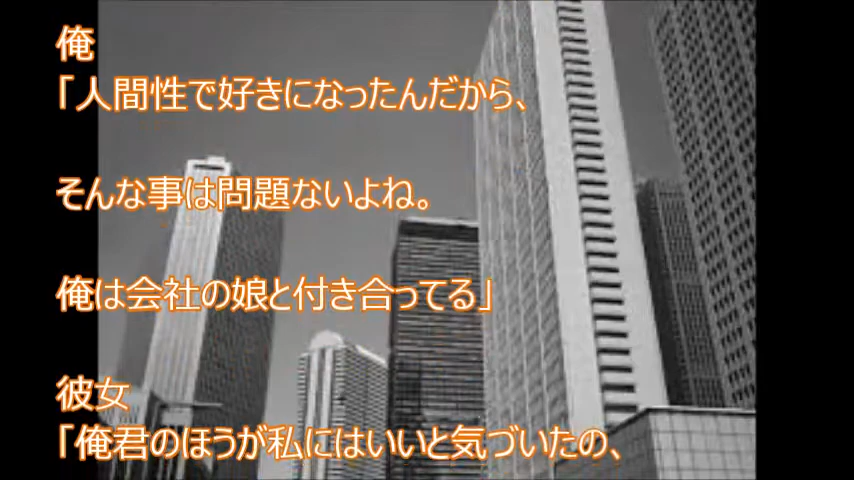 俺
「人間性で好きになったんだから、
そんな事は問題ないよね。
俺は会社の娘と付き合ってる」
彼女
「俺君のほうが私にはいいと気づいたの、